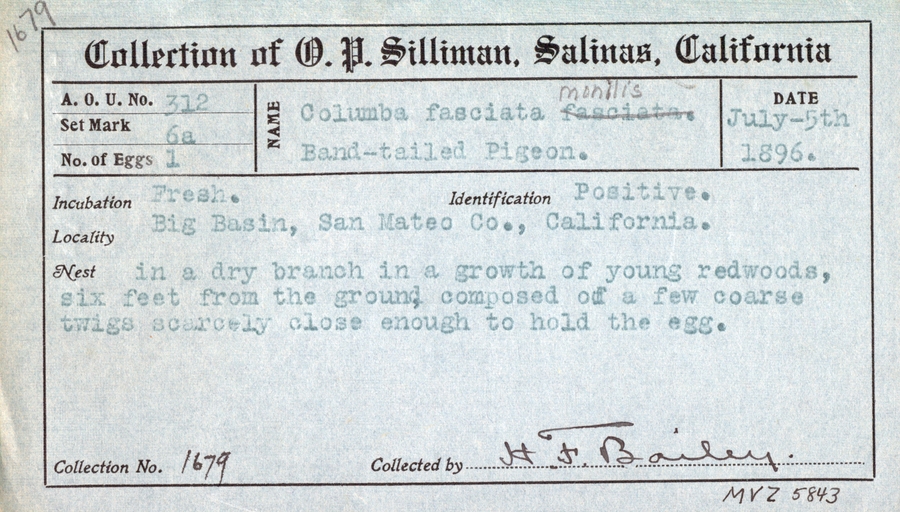 1679
Collection of O. P. Silliman, Salinas, California
A. O. U. No. 312
Set Mark 6a
No. of Eggs 1
NAME
monilis
Columba fasciata fasciata.
Band-tailed Pigeon.
DATE
July-5th
1896.
Incubation Fresh. Identification Positive.
Locality Big Basin, San Mateo Co., California.
Nest in a dry branch in a growth of young redwoods,
six feet from the ground, composed of a few coarse
twigs scarcely close enough to hold the egg.
Collection No. 1679 Collected by H. F. Bailey.
MVZ 5843